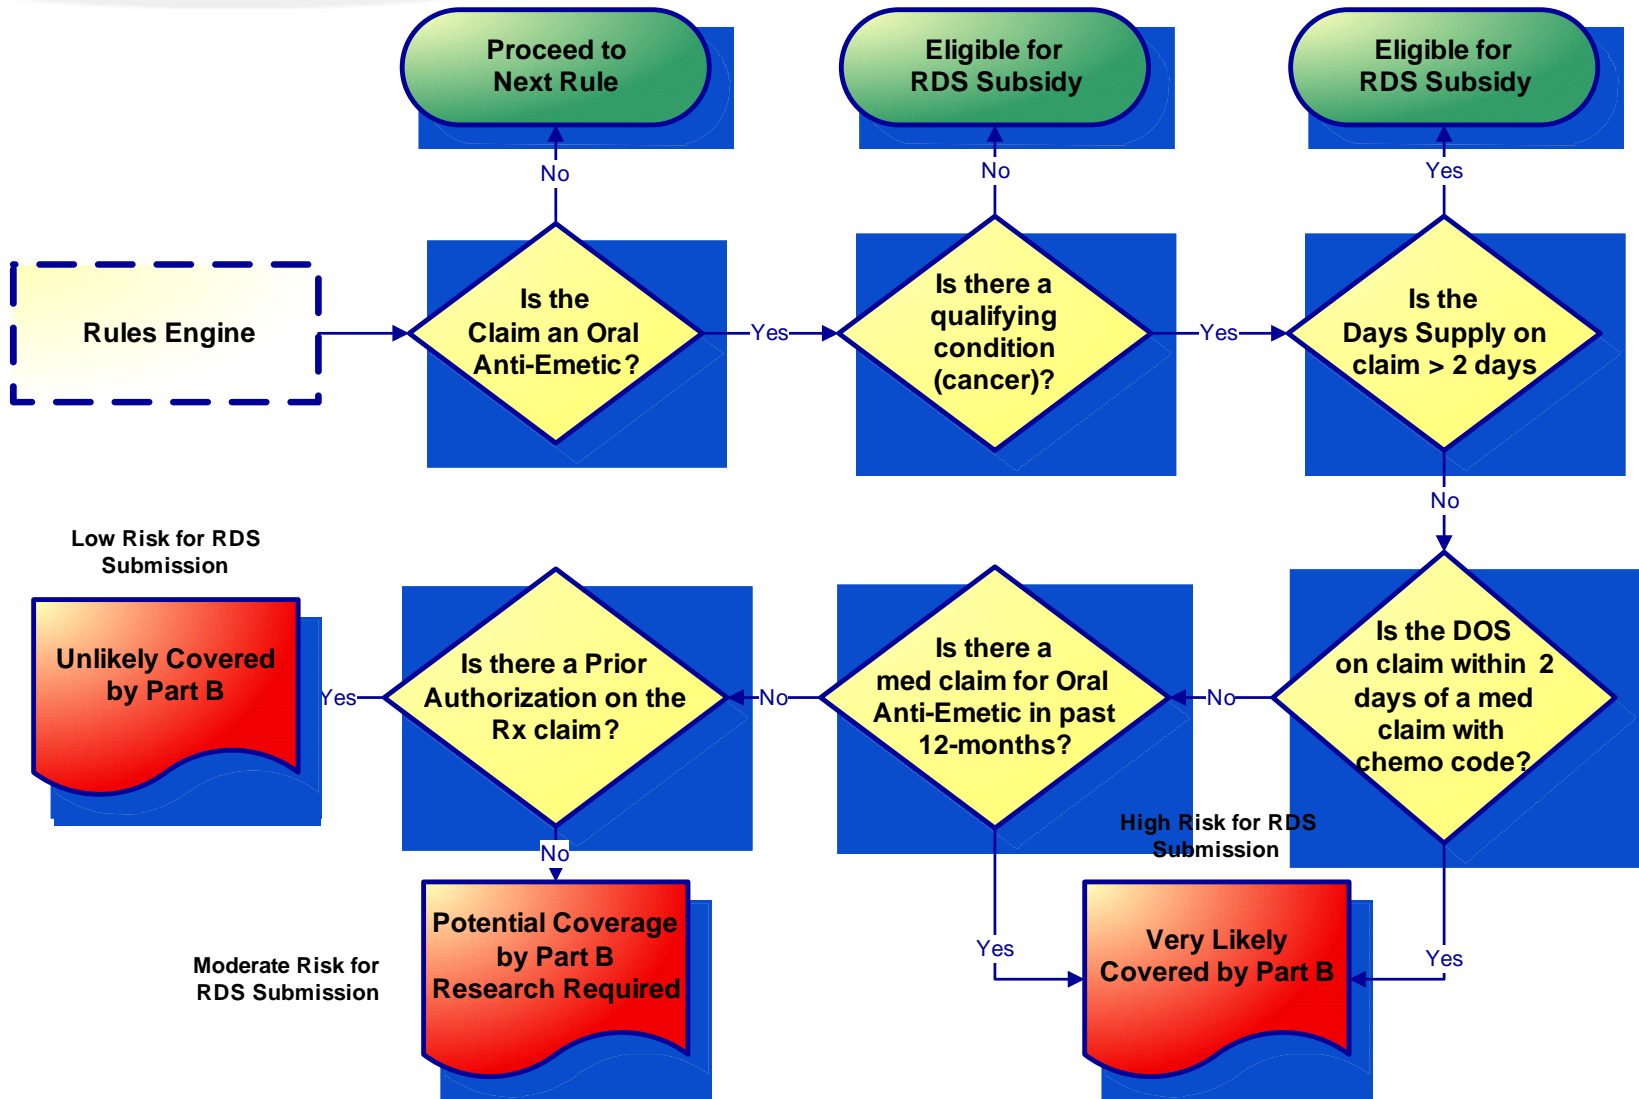 Proceed to
Next Rule
Eligible for
RDS Subsidy
Eligible for
RDS Subsidy
No
No
Yes
Rules Engine
Is the
Claim an Oral
Anti-Emetic?
Yes
Is there a
qualifying
condition
(cancer)?
Yes
Is the
Days Supply on
claim > 2 days
No
Low Risk for RDS
Submission
Unlikely Covered
by Part B
Yes
Is there a Prior
Authorization on the
Rx claim?
No
Is there a
med claim for Oral
Anti-Emetic in past
12-months?
No
Is the DOS
on claim within 2
days of a med
claim with
chemo code?
High Risk for RDS
Submission
No
Moderate Risk for
RDS Submission
Potential Coverage
by Part B
Research Required
Yes
Very Likely
Covered by Part B
Yes